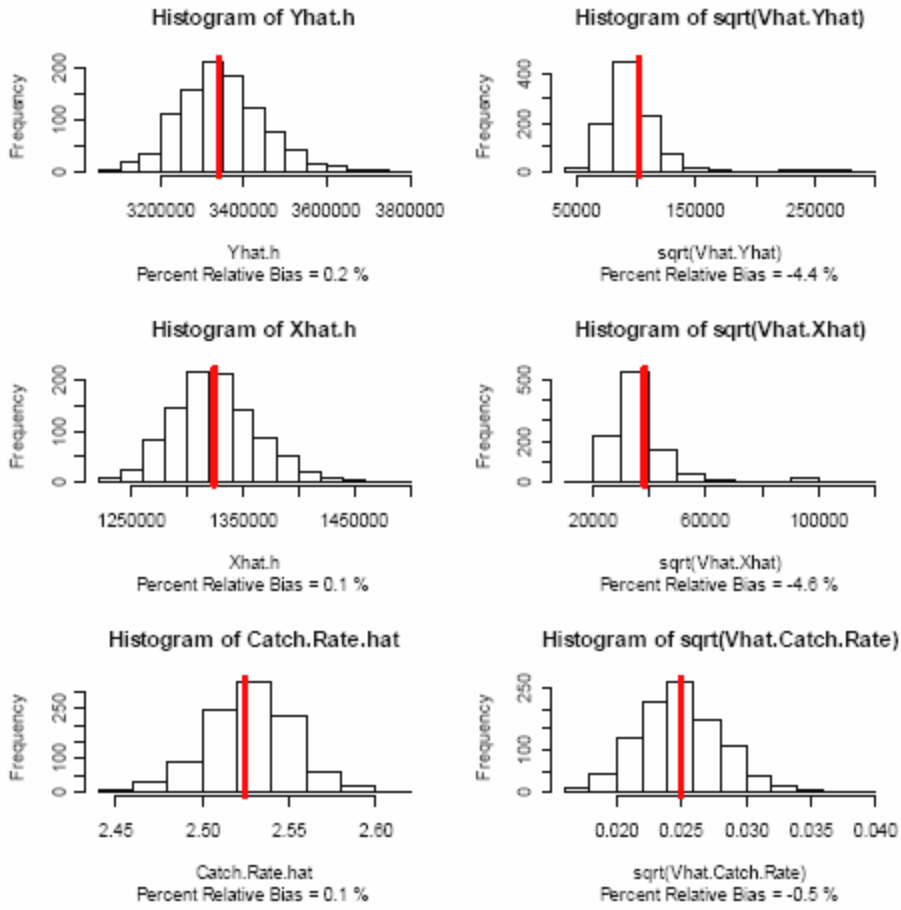 Histogram of Yhat.h
Frequency
0 100 200
3200000 3400000 3600000 3800000
Yhat.h
Percent Relative Bias = 0.2 %
Histogram of sqrt(Vhat.Yhat)
Frequency
0 200 400
50000 150000 250000
sqrt(Vhat.Yhat)
Percent Relative Bias = -4.4 %
Histogram of Xhat.h
Frequency
0 100 200
1250000 1350000 1450000
Xhat.h
Percent Relative Bias = 0.1 %
Histogram of sqrt(Vhat.Xhat)
Frequency
0 200 500
20000 60000 100000
sqrt(Vhat.Xhat)
Percent Relative Bias = -4.6 %
Histogram of Catch.Rate.hat
Frequency
0 100 250
2.45 2.50 2.55 2.60
Catch.Rate.hat
Percent Relative Bias = 0.1 %
Histogram of sqrt(Vhat.Catch.Rate)
Frequency
0 100 250
0.020 0.025 0.030 0.035 0.040
sqrt(Vhat.Catch.Rate)
Percent Relative Bias = -0.5 %